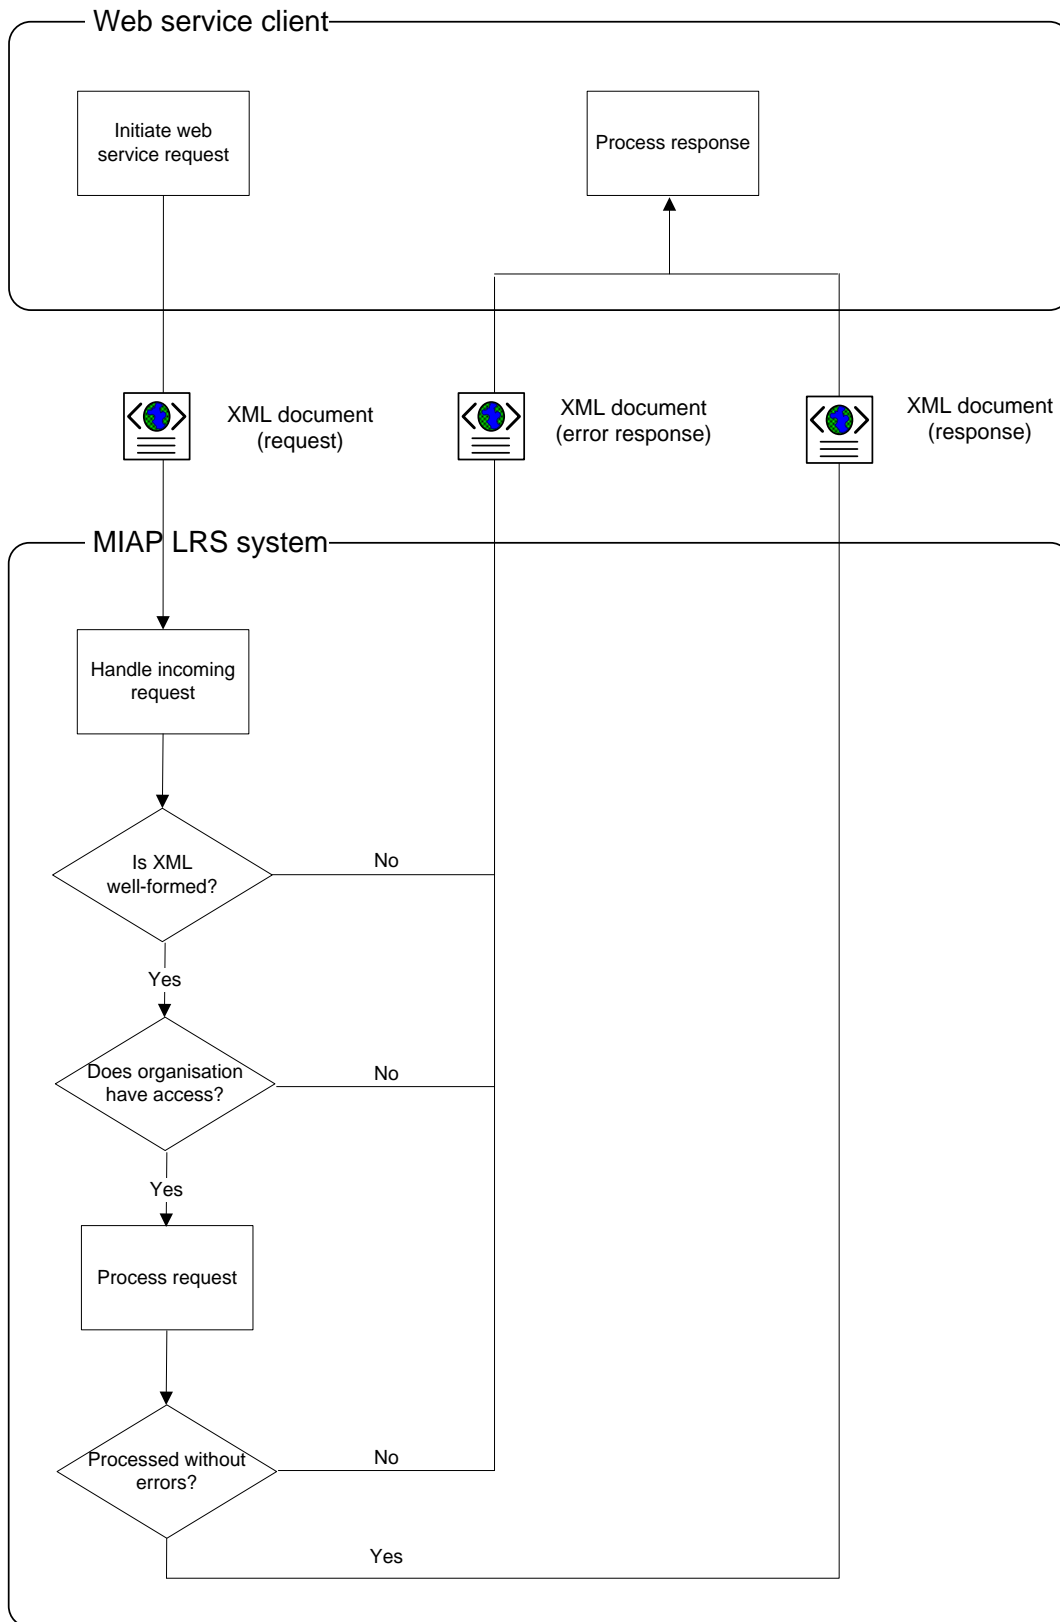 Web service client
Initiate web
service request
Process response
XML document
(request)
XML document
(error response)
XML document
(response)
MIAP LRS system
Handle incoming
request
Is XML
well-formed?
No
Yes
Does organisation
have access?
No
Yes
Process request
Processed without
errors?
No
Yes